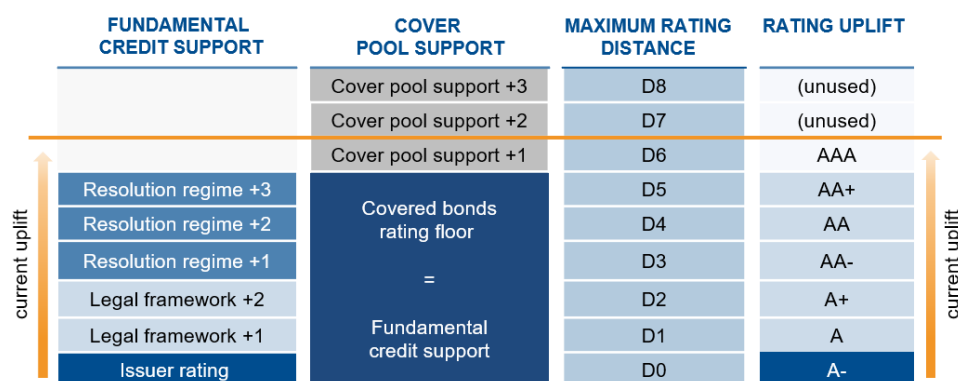 FUNDAMENTAL
CREDIT SUPPORT
COVER
POOL SUPPORT
MAXIMUM RATING
DISTANCE
RATING UPLIFT
Cover pool support +3
D8
(unused)
Cover pool support +2
D7
(unused)
Cover pool support +1
D6
AAA
Resolution regime +3
D5
AA+
Resolution regime +2
D4
AA
Resolution regime +1
D3
AA-
Legal framework +2
D2
A+
Legal framework +1
D1
A
Issuer rating
D0
A-
Covered bonds
rating floor
=
Fundamental
credit support
current uplift
current uplift